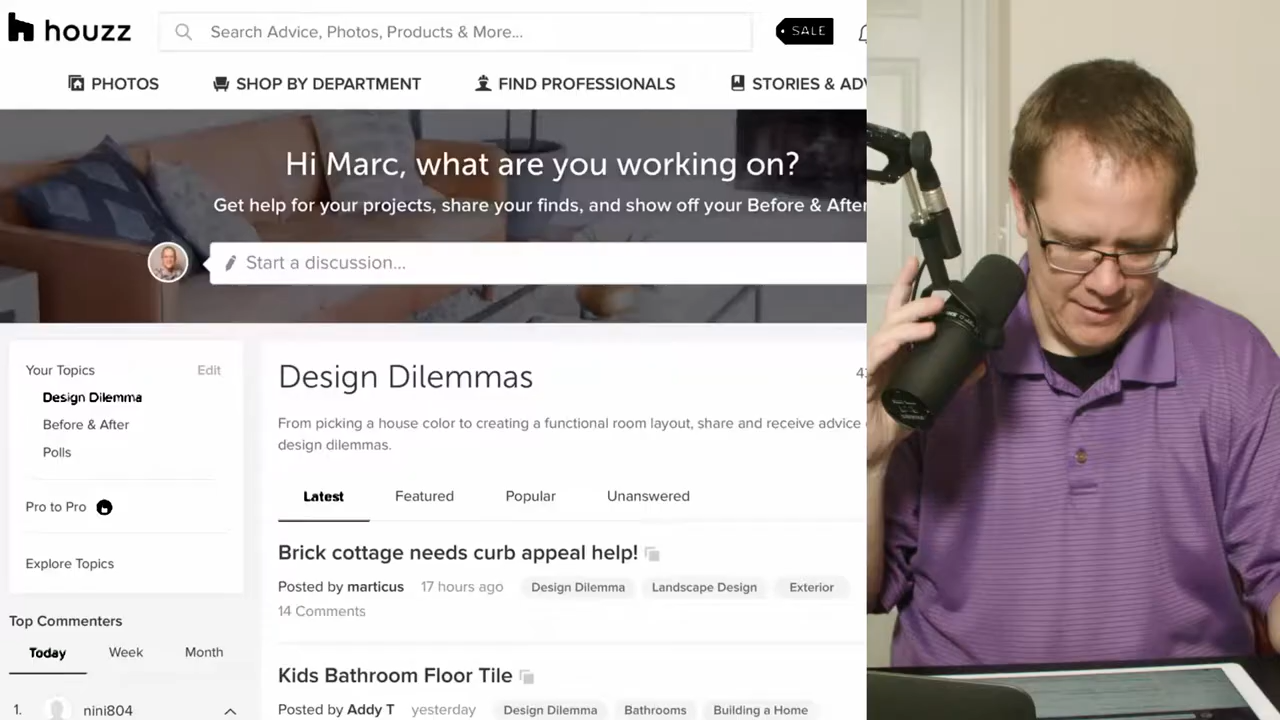 houzz
Search Advice, Photos, Products & More...
SALE
PHOTOS
SHOP BY DEPARTMENT
FIND PROFESSIONALS
STORIES & ADV
Hi Marc, what are you working on?
Get help for your projects, share your finds, and show off your Before & After
Start a discussion...
Your Topics
Edit
Design Dilemma
Before & After
Polls
Pro to Pro
Explore Topics
Top Commenters
Today
Week
Month
1.
nini804
Design Dilemmas
From picking a house color to creating a functional room layout, share and receive advice
design dilemmas.
Latest
Featured
Popular
Unanswered
Brick cottage needs curb appeal help!
Posted by marticus
17 hours ago
Design Dilemma
Landscape Design
Exterior
14 Comments
Kids Bathroom Floor Tile
Posted by Addy T
yesterday
Design Dilemma
Bathrooms
Building a Home